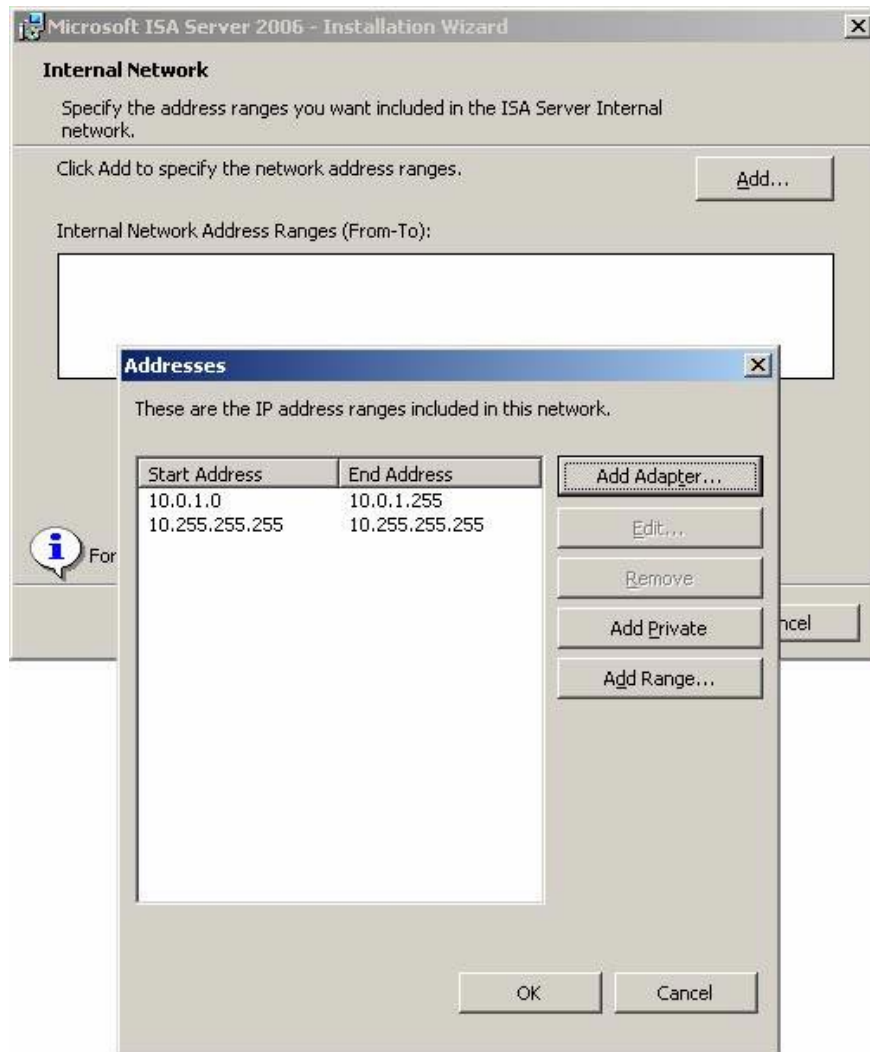 Microsoft ISA Server 2006 - Installation Wizard
Internal Network
Specify the address ranges you want included in the ISA Server Internal
network.
Click Add to specify the network address ranges.
Add...
Internal Network Address Ranges (From-To):
Addresses
These are the IP address ranges included in this network.
Start Address End Address
10.0.1.0 10.0.1.255
10.255.255.255 10.255.255.255
Add Adapter...
Edit...
Remove
Add Private
Add Range...
For
ncel
OK Cancel